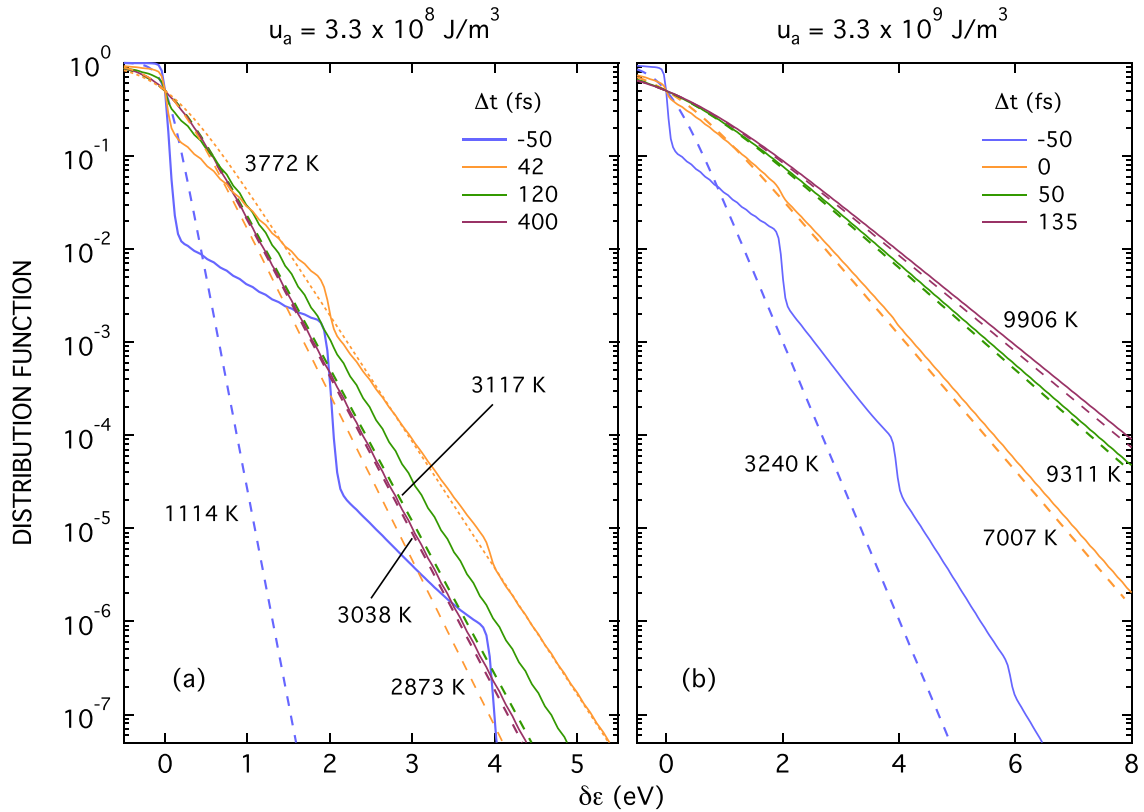 u_a = 3.3 x 10^8 J/m^3
u_a = 3.3 x 10^9 J/m^3
DISTRIBUTION FUNCTION
10^0
10^-1
10^-2
10^-3
10^-4
10^-5
10^-6
10^-7
Δt (fs)
-50
42
120
400
3772 K
3117 K
1114 K
3038 K
2873 K
(a)
0
1
2
3
4
5
Δt (fs)
-50
0
50
135
9906 K
3240 K
9311 K
7007 K
(b)
0
2
4
6
8
δε (eV)